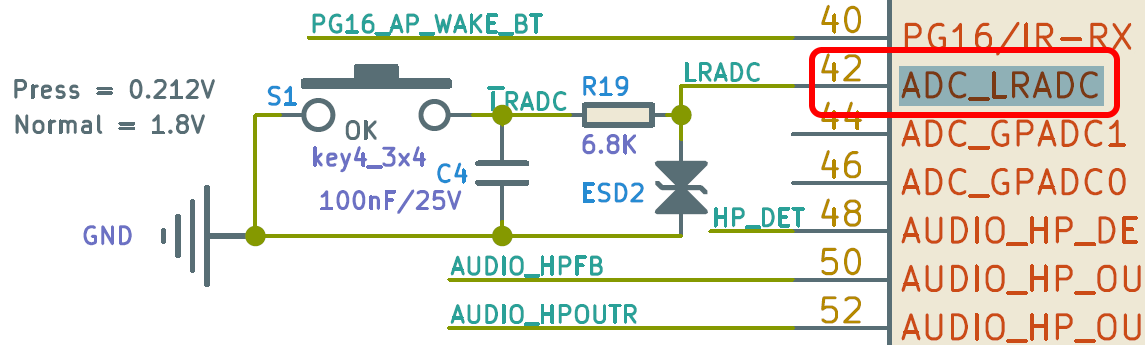 PG16_AP_WAKE_BT
40
PG16/IR-RX
Press = 0.212V
Normal = 1.8V
S1
OK
key4_3x4
TRADC
R19
6.8K
LRADC
42
ADC_LRADC
44
ADC_GPADC1
C4
100nF/25V
ESD2
46
ADC_GPADC0
GND
HP_DET
48
AUDIO_HP_DE
AUDIO_HPFB
50
AUDIO_HP_OU
AUDIO_HPOUTR
52
AUDIO_HP_OU